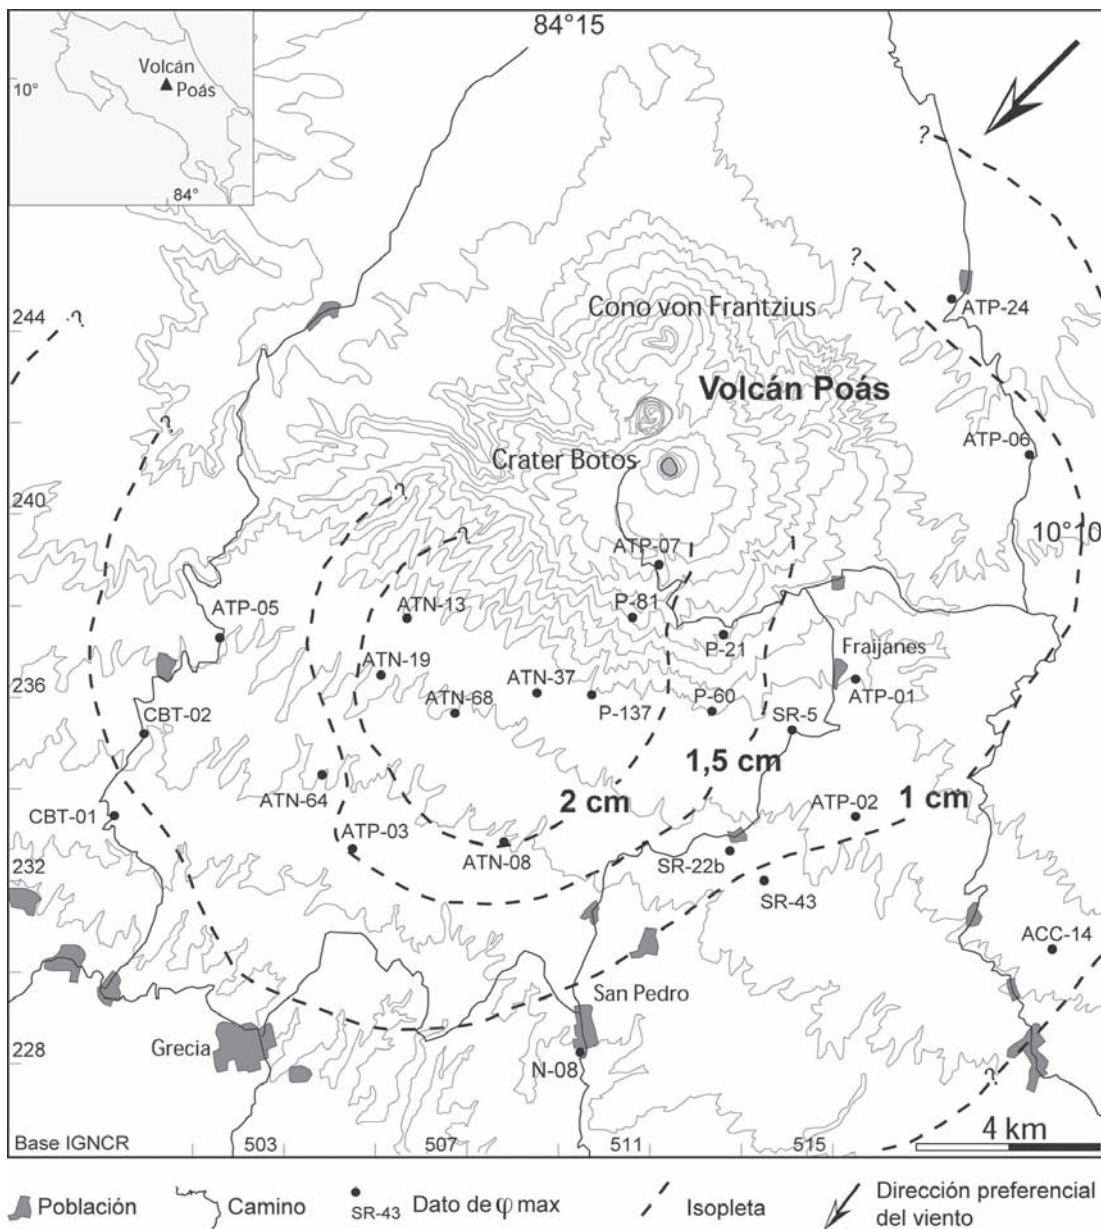 84°15
Volcán
Poás
10°
84°
?
?
Cono von Frantzius
ATP-24
244
?
Volcán Poás
?
ATP-06
Crater Botos
240
?
?
10°10
ATP-07
ATN-13
P-81
ATP-05
P-21
Fraijanes
ATN-19
ATN-37
236
ATN-68
P-137
P-60
ATP-01
CBT-02
SR-5
1,5 cm
ATN-64
2 cm
ATP-02
1 cm
CBT-01
ATP-03
ATN-08
232
SR-22b
SR-43
ACC-14
San Pedro
Grecia
228
N-08
?
Base IGNCR
503
507
511
515
4 km
Población
Camino
SR-43
Dato de φ max
Isopleta
Dirección preferencial
del viento